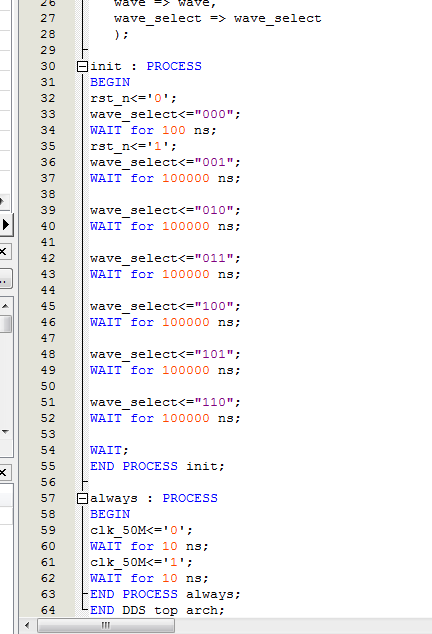 26 wave => wave,
27 wave_select => wave_select
28 );
29
30 init : PROCESS
31 BEGIN
32 rst_n<='0';
33 wave_select<="000";
34 WAIT for 100 ns;
35 rst_n<='1';
36 wave_select<="001";
37 WAIT for 100000 ns;
38
39 wave_select<="010";
40 WAIT for 100000 ns;
41
42 wave_select<="011";
43 WAIT for 100000 ns;
44
45 wave_select<="100";
46 WAIT for 100000 ns;
47
48 wave_select<="101";
49 WAIT for 100000 ns;
50
51 wave_select<="110";
52 WAIT for 100000 ns;
53
54 WAIT;
55 END PROCESS init;
56
57 always : PROCESS
58 BEGIN
59 clk_50M<='0';
60 WAIT for 10 ns;
61 clk_50M<='1';
62 WAIT for 10 ns;
63 END PROCESS always;
64 END DDS_top_arch;